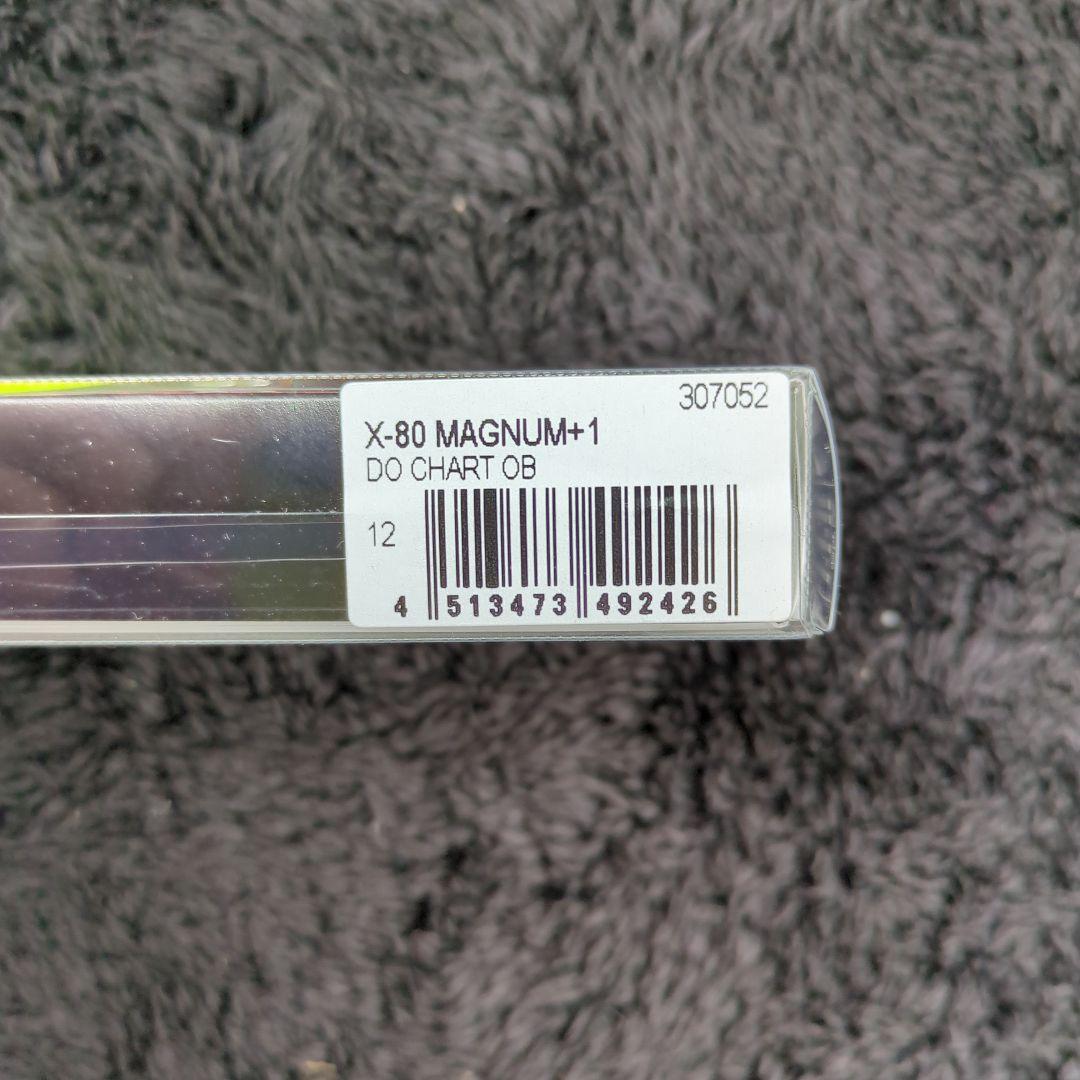 307052
X-80 MAGNUM+1
DO CHART OB
12
4 513473 492426